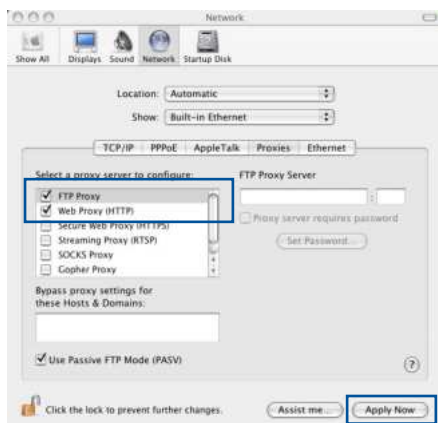 Network
Show All Displays Sound Network Startup Disk
Location: Automatic
Show: Built-in Ethernet
TCP/IP PPPoE AppleTalk Proxies Ethernet
Select a proxy server to configure: FTP Proxy Server
FTP Proxy :
Web Proxy (HTTP) Proxy server requires password
Secure Web Proxy (HTTPS)
Streaming Proxy (RTSP) Set Password...
SOCKS Proxy
Gopher Proxy
Bypass proxy settings for
these Hosts & Domains:
Use Passive FTP Mode (PASV) ?
Click the lock to prevent further changes. Assist me... Apply Now